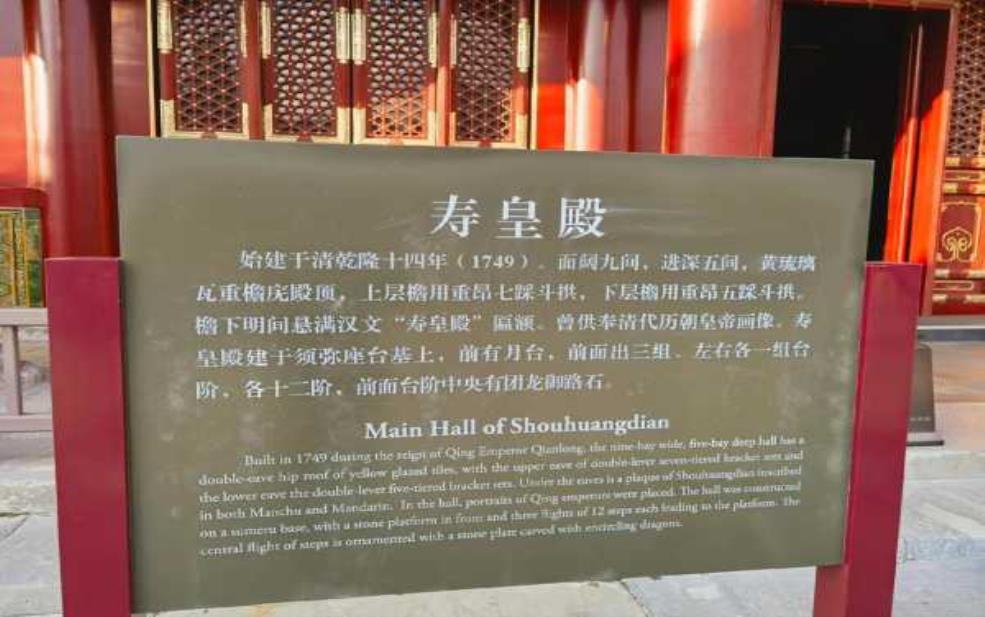 寿皇殿
始建于清乾隆十四年（1749）。面阔九间，进深五间，黄琉璃
瓦重檐庑殿顶，上层檐用重昂七踩斗拱，下层檐用重昂五踩斗拱。
檐下明间悬满汉文“寿皇殿”匾额。曾供奉清代历朝皇帝画像。寿
皇殿建于须弥座台基上，前有月台，前面出三组、左右各一组台
阶，各十二阶，前面台阶中央有团龙御路石。
Main Hall of Shouhuangdian
Built in 1749 during the reign of Qing Emperor Qianlong, the nine-bay wide, five-bay deep hall has a
double-eave hip roof of yellow glazed tiles, with the upper eave of double-lever seven-tiered bracket sets and
the lower eave the double-lever five-tiered bracket sets. Under the eaves is a plaque of Shouhuangdian inscribed
in both Manchu and Mandarin. In the hall, portraits of Qing emperors were placed. The hall was constructed
on a sumeru base, with a stone platform in front and three flights of 12 steps each leading to the platform. The
central flight of steps is ornamented with a stone plate carved with encircling dragons.